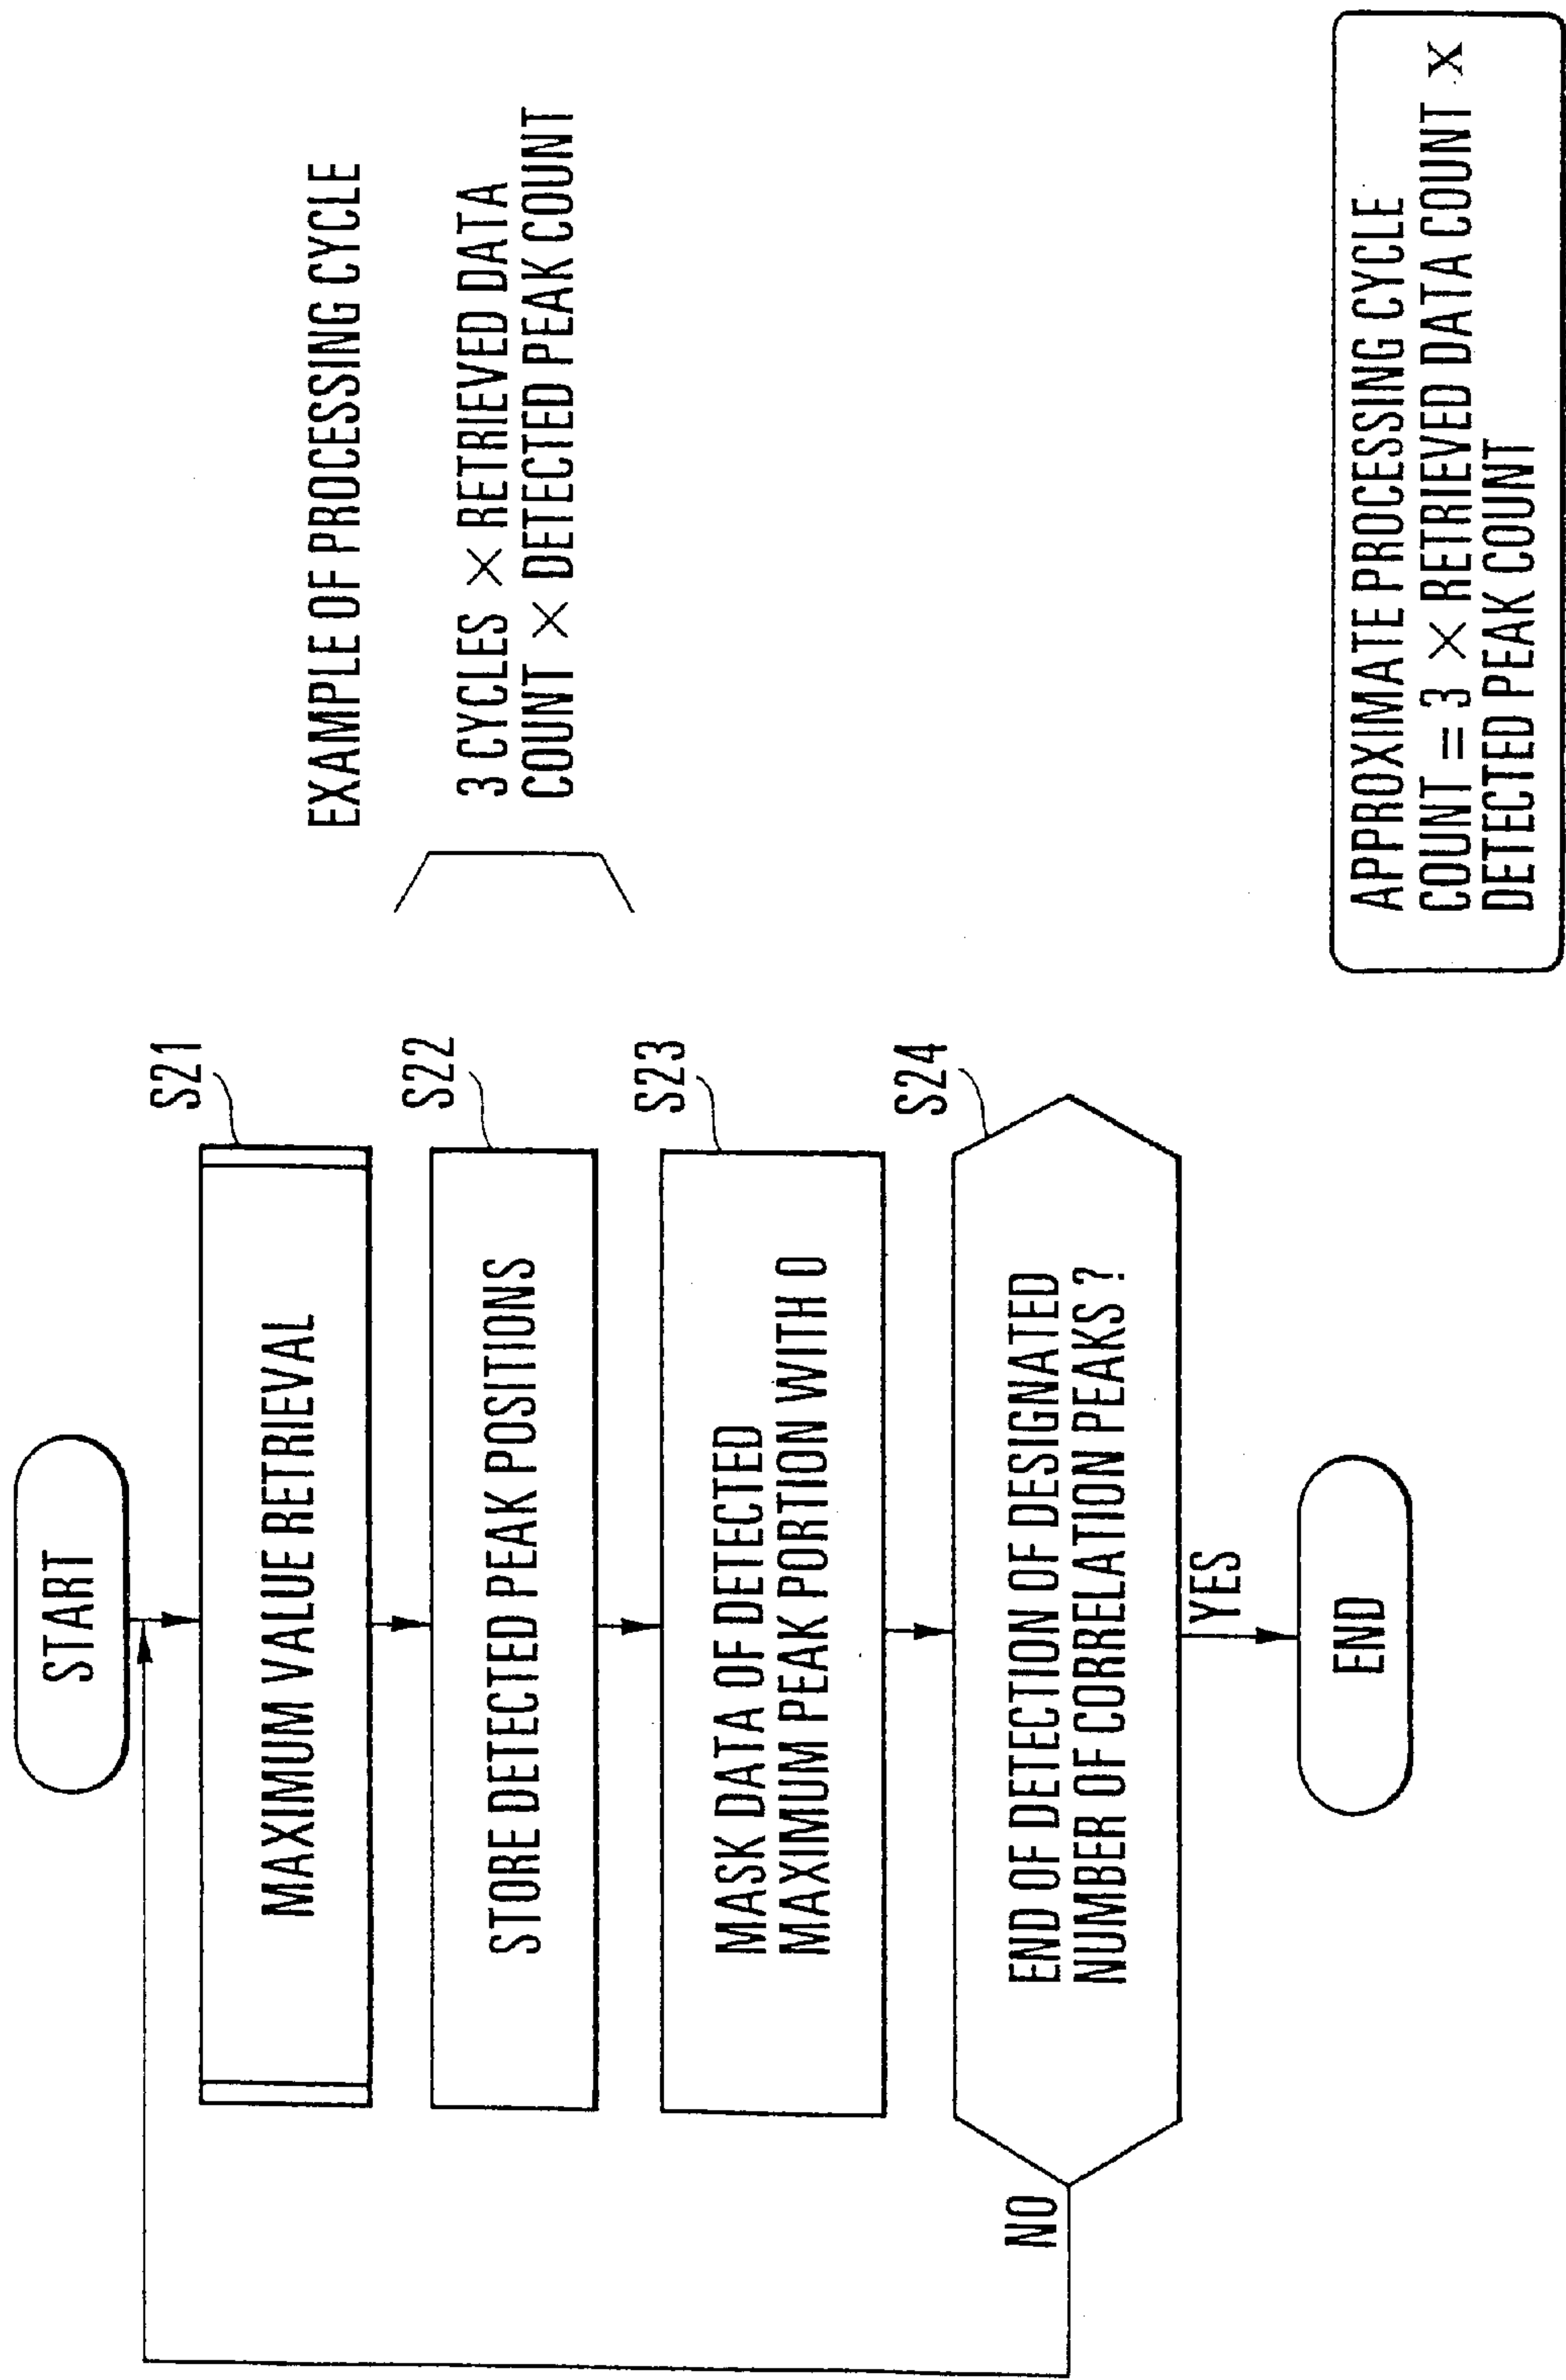 START
S21
MAXIMUM VALUE RETRIEVAL
S22
STORE DETECTED PEAK POSITIONS
S23
MASK DATA OF DETECTED
MAXIMUM PEAK PORTION WITH 0
S24
END OF DETECTION OF DESIGNATED
NUMBER OF CORRELATION PEAKS ?
NO
YES
END
EXAMPLE OF PROCESSING CYCLE
3 CYCLES × RETRIEVED DATA
COUNT × DETECTED PEAK COUNT
APPROXIMATE PROCESSING CYCLE
COUNT = 3 × RETRIEVED DATA COUNT ×
DETECTED PEAK COUNT